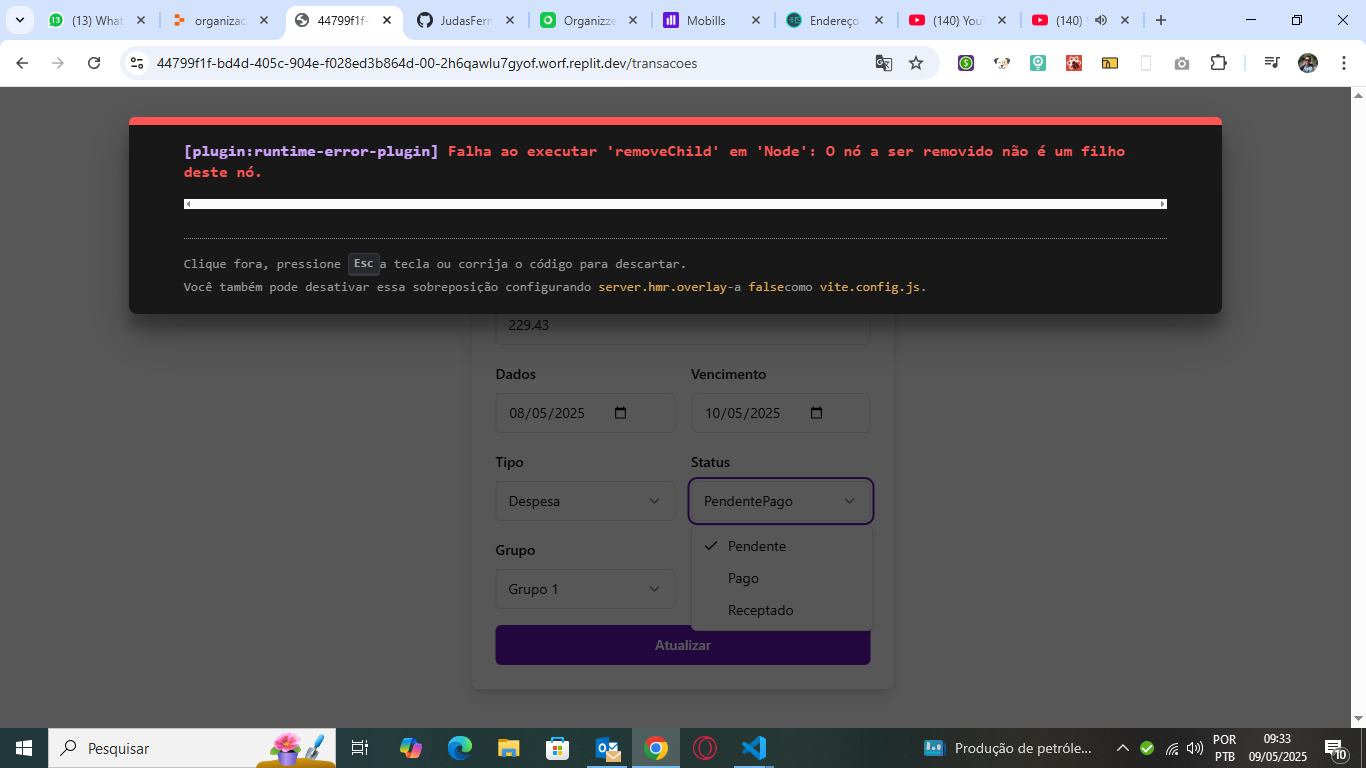 (13) What
organizac
44799f1f-
JudasFern
Organizze
Mobills
Endereço
(140) You
(140)
44799f1f-bd4d-405c-904e-f028ed3b864d-00-2h6qawlu7gyof.worf.replit.dev/transacoes
[plugin:runtime-error-plugin] Falha ao executar 'removeChild' em 'Node': O nó a ser removido não é um filho
deste nó.
Clique fora, pressione Esc a tecla ou corrija o código para descartar.
Você também pode desativar essa sobreposição configurando server.hmr.overlay-a falsecomo vite.config.js.
229.43
Dados Vencimento
08/05/2025 10/05/2025
Tipo Status
Despesa PendentePago
Pendente
Grupo
Pago
Grupo 1
Receptado
Atualizar
Pesquisar
Produção de petróle...
POR
PTB
09:33
09/05/2025
10